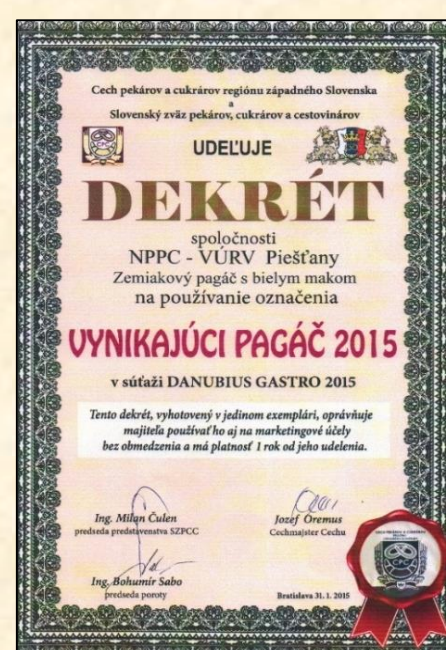 Cech pekárov a cukrárov regiónu západného Slovenska
a
Slovenský zväz pekárov, cukrárov a cestovinárov
UDEĽUJE
DEKRÉT
spoločnosti
NPPC - VÚRV Piešťany
Zemiakový pagáč s bielym makom
na používanie označenia
VYNIKAJÚCI PAGÁČ 2015
v súťaži DANUBIUS GASTRO 2015
Tento dekrét, vyhotovený v jedinom exemplári, oprávňuje
majiteľa používať ho aj na marketingové účely
bez obmedzenia a má platnosť 1 rok od jeho udelenia.
Ing. Milan Čulen
predseda predstavenstva SZPCC
Jozef Oremus
Cechmajster Cechu
Ing. Bohumír Sabo
predseda poroty
Bratislava 31. 1. 2015